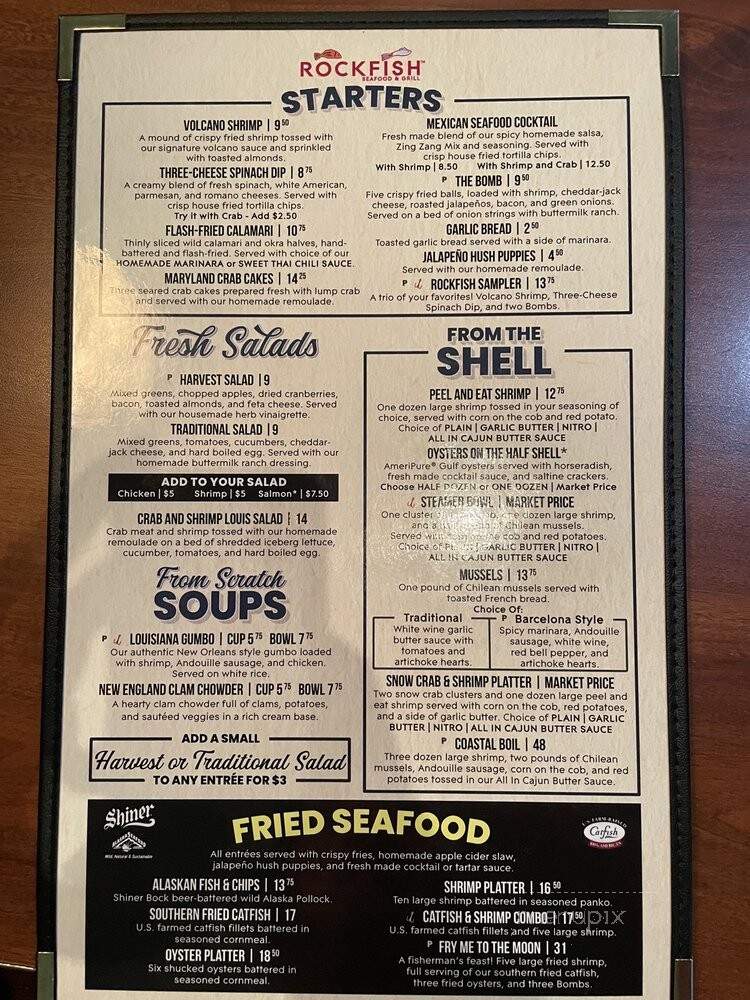 ROCKFISH
SEAFOOD & GRILL
STARTERS
VOLCANO SHRIMP | 9.50
A mound of crispy fried shrimp tossed with
our signature volcano sauce and sprinkled
with toasted almonds.
THREE-CHEESE SPINACH DIP | 8.75
A creamy blend of fresh spinach, white American,
parmesan, and romano cheeses. Served with
crisp house fried tortilla chips.
Try it with Crab - Add $2.50
FLASH-FRIED CALAMARI | 10.75
Thinly sliced wild calamari and okra halves, hand-
battered and flash-fried. Served with choice of our
HOMEMADE MARINARA or SWEET THAI CHILI SAUCE.
MARYLAND CRAB CAKES | 14.25
Three seared crab cakes prepared fresh with lump crab
and served with our homemade remoulade.
MEXICAN SEAFOOD COCKTAIL
Fresh made blend of our spicy homemade salsa,
Zing Zang Mix and seasoning. Served with
crisp house fried tortilla chips.
With Shrimp | 8.50 With Shrimp and Crab | 12.50
P THE BOMB | 9.50
Five crispy fried balls, loaded with shrimp, cheddar-jack
cheese, roasted jalapeños, bacon, and green onions.
Served on a bed of onion strings with buttermilk ranch.
GARLIC BREAD | 2.50
Toasted garlic bread served with a side of marinara.
JALAPEÑO HUSH PUPPIES | 4.50
Served with our homemade remoulade.
P ROCKFISH SAMPLER | 13.75
A trio of your favorites! Volcano Shrimp, Three-Cheese
Spinach Dip, and two Bombs.
Fresh Salads
P HARVEST SALAD | 9
Mixed greens, chopped apples, dried cranberries,
bacon, toasted almonds, and feta cheese. Served
with our housemade herb vinaigrette.
TRADITIONAL SALAD | 9
Mixed greens, tomatoes, cucumbers, cheddar-
jack cheese, and hard boiled egg. Served with our
homemade buttermilk ranch dressing.
ADD TO YOUR SALAD
Chicken | $5 Shrimp | $5 Salmon* | $7.50
CRAB AND SHRIMP LOUIS SALAD | 14
Crab meat and shrimp tossed with our homemade
remoulade on a bed of shredded iceberg lettuce,
cucumber, tomatoes, and hard boiled egg.
From Scratch
SOUPS
P LOUISIANA GUMBO | CUP 5.75 BOWL 7.75
Our authentic New Orleans style gumbo loaded
with shrimp, Andouille sausage, and chicken.
Served on white rice.
NEW ENGLAND CLAM CHOWDER | CUP 5.75 BOWL 7.75
A hearty clam chowder full of clams, potatoes,
and sautéed veggies in a rich cream base.
ADD A SMALL
Harvest or Traditional Salad
TO ANY ENTRÉE FOR $3
FROM THE
SHELL
PEEL AND EAT SHRIMP | 12.75
One dozen large shrimp tossed in your seasoning of
choice, served with corn on the cob and red potato.
Choice of PLAIN | GARLIC BUTTER | NITRO |
ALL IN CAJUN BUTTER SAUCE
OYSTERS ON THE HALF SHELL*
AmeriPure® Gulf oysters served with horseradish,
fresh made cocktail sauce, and saltine crackers.
Choose HALF DOZEN or ONE DOZEN | Market Price
STEAMER BOWL | MARKET PRICE
One cluster one dozen large shrimp,
and a Chilean mussels.
Served cob and red potatoes.
Choice of PLAIN | GARLIC BUTTER | NITRO |
ALL IN CAJUN BUTTER SAUCE
MUSSELS | 13.75
One pound of Chilean mussels served with
toasted French bread.
Choice Of:
Traditional
White wine garlic
butter sauce with
tomatoes and
artichoke hearts.
P Barcelona Style
Spicy marinara, Andouille
sausage, white wine,
red bell pepper, and
artichoke hearts.
SNOW CRAB & SHRIMP PLATTER | MARKET PRICE
Two snow crab clusters and one dozen large peel and
eat shrimp served with corn on the cob, red potatoes,
and a side of garlic butter. Choice of PLAIN | GARLIC
BUTTER | NITRO | ALL IN CAJUN BUTTER SAUCE
P COASTAL BOIL | 48
Three dozen large shrimp, two pounds of Chilean
mussels, Andouille sausage, corn on the cob, and red
potatoes tossed in our All In Cajun Butter Sauce.
Shiner
ALASKA SEAFOOD
Wild, Natural & Sustainable
FRIED SEAFOOD
U.S. FARM-RAISED
Catfish
All entrées served with crispy fries, homemade apple cider slaw,
jalapeño hush puppies, and fresh made cocktail or tartar sauce.
ALASKAN FISH & CHIPS | 13.75
Shiner Bock beer-battered wild Alaska Pollock.
SOUTHERN FRIED CATFISH | 17
U.S. farmed catfish fillets battered in
seasoned cornmeal.
OYSTER PLATTER | 18.50
Six shucked oysters battered in
seasoned cornmeal.
SHRIMP PLATTER | 16.50
Ten large shrimp battered in seasoned panko.
CATFISH & SHRIMP COMBO | 17.50
U.S. farmed catfish fillets and five large shrimp.
P FRY ME TO THE MOON | 31
A fisherman's feast! Five large fried shrimp,
full serving of our southern fried catfish,
three fried oysters, and three Bombs.
menupix